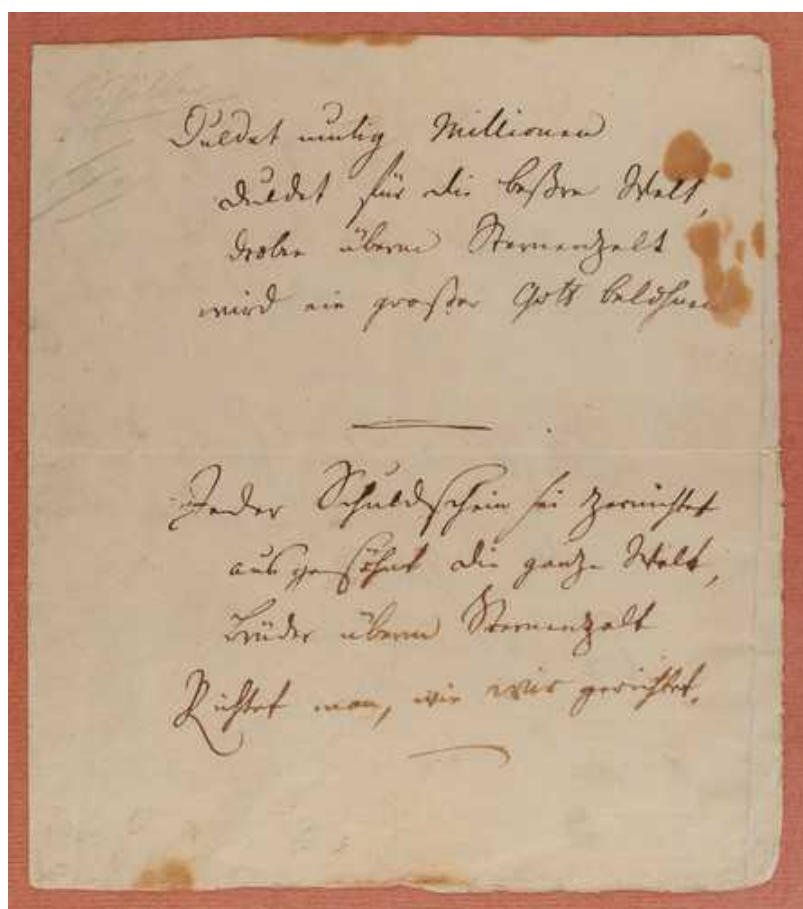 Duldet mutig Millionen
duldet für die beßre Welt,
droben überm Sternenzelt
wird ein großer Gott belohnen
Jeder Schuldschein sei zernichtet
ausgesöhnt die ganze Welt,
Brüder überm Sternenzelt
Richtet man, wie wir gerichtet.